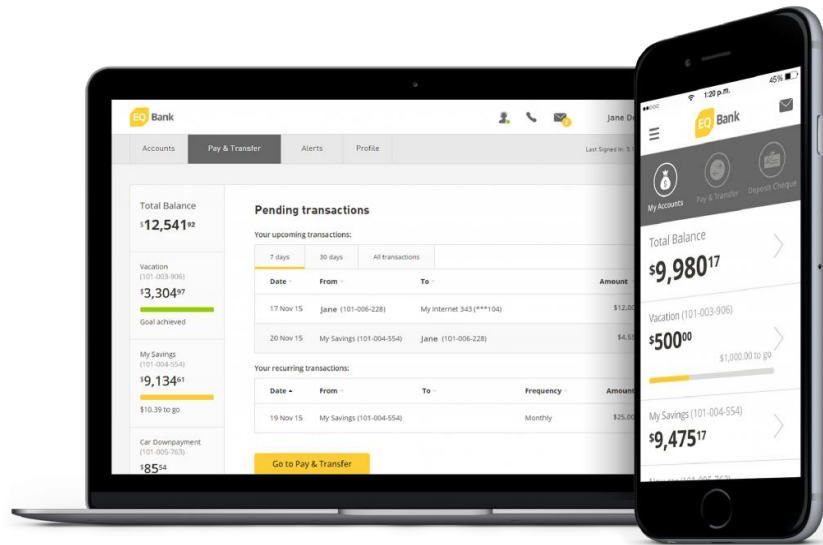 EQ Bank
Jane D
Accounts Pay & Transfer Alerts Profile
Last Signed In:
Total Balance
$12,541 92
Vacation
(101-003-906)
$3,304 97
Goal achieved
My Savings
(101-004-554)
$9,134 61
$10.39 to go
Car Downpayment
(101-005-763)
$85 54
Pending transactions
Your upcoming transactions:
7 days 30 days All transactions
Date From To Amount
17 Nov 15 Jane (101-006-228) My internet 343 (***104) $12.00
20 Nov 15 My Savings (101-004-554) Jane (101-006-228) $4.5
Your recurring transactions:
Date From To Frequency Amount
19 Nov 15 My Savings (101-004-554) Monthly $25.00
Go to Pay & Transfer
1:20 p.m. 45%
EQ Bank
My Accounts Pay & Transfer Deposit Cheque
Total Balance
$9,980 17
Vacation (101-003-906)
$500 00
$1,000.00 to go
My Savings (101-004-554)
$9,475 17